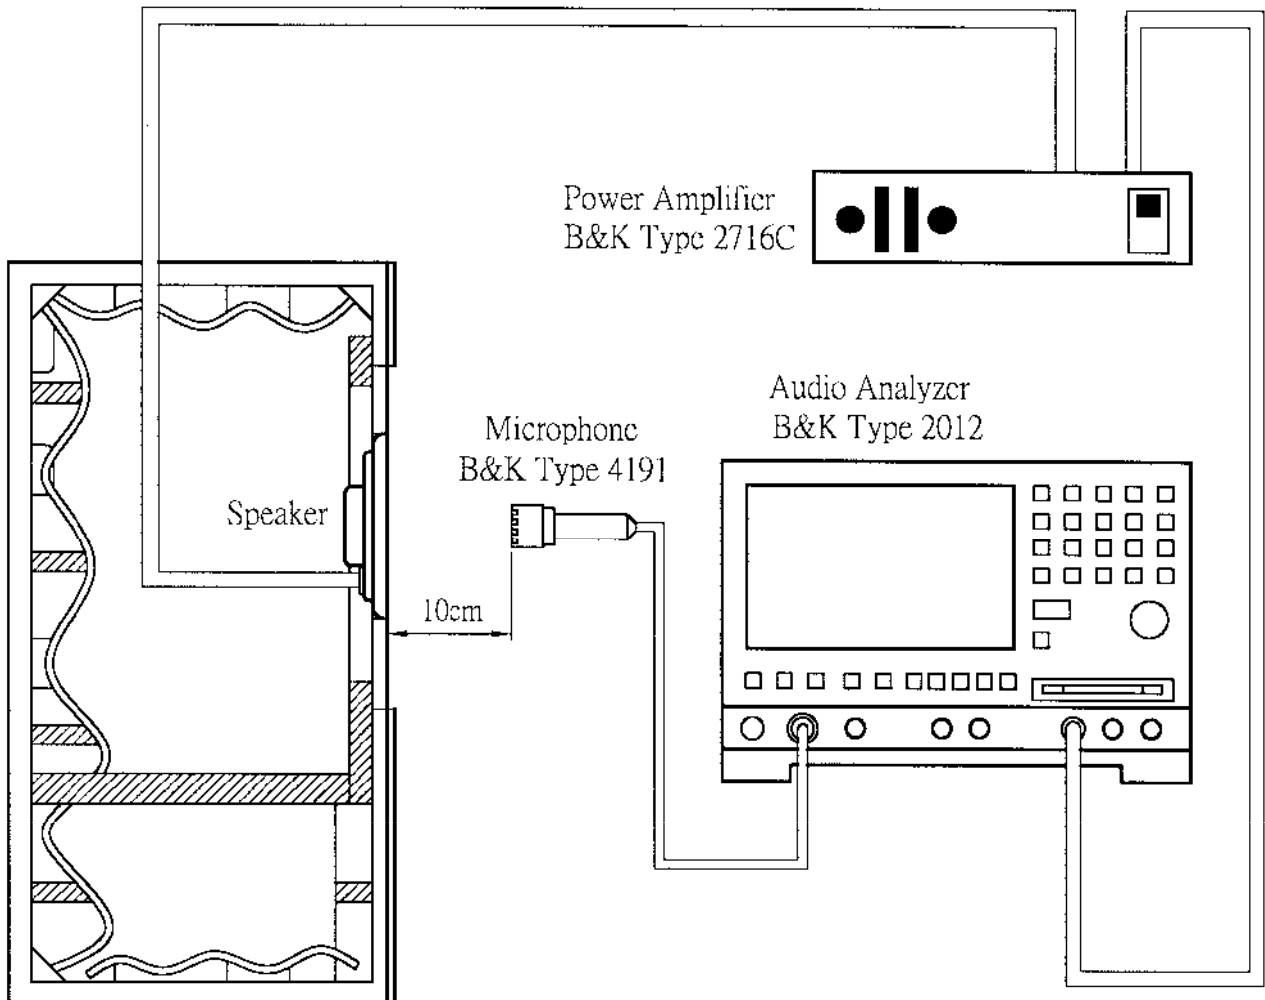 Power Amplifier
B&K Type 2716C
Audio Analyzer
B&K Type 2012
Microphone
B&K Type 4191
Speaker
10cm